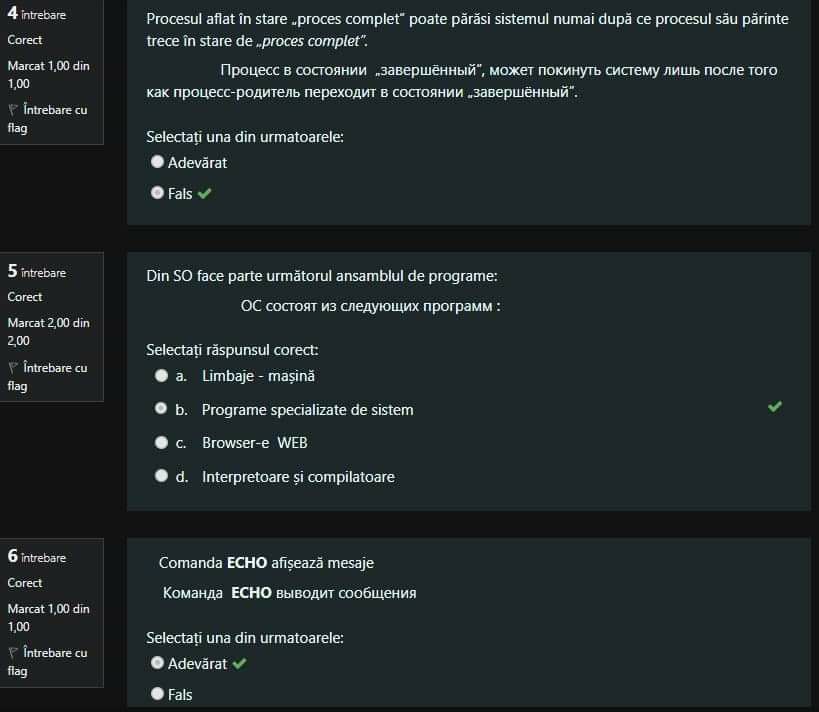 4 întrebare
Corect
Marcat 1,00 din
1,00
Întrebare cu
flag
Procesul aflat în stare „proces complet” poate părăsi sistemul numai după ce procesul său părinte
trece în stare de „proces complet”.
Процесс в состоянии „завершённый”, может покинуть систему лишь после того
как процесс-родитель переходит в состоянии „завершённый”.
Selectați una din urmatoarele:
Adevărat
Fals
5 întrebare
Corect
Marcat 2,00 din
2,00
Întrebare cu
flag
Din SO face parte următorul ansamblul de programe:
ОС состоят из следующих программ :
Selectați răspunsul corect:
a. Limbaje - mașină
b. Programe specializate de sistem
c. Browser-e WEB
d. Interpretoare și compilatoare
6 întrebare
Corect
Marcat 1,00 din
1,00
Întrebare cu
flag
Comanda ECHO afișează mesaje
Команда ECHO выводит сообщения
Selectați una din urmatoarele:
Adevărat
Fals